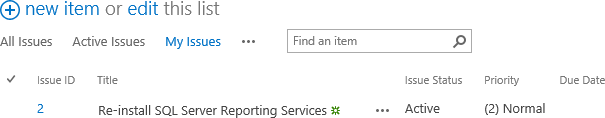 new item or edit this list
All Issues Active Issues My Issues ••• Find an item
Issue ID Title Issue Status Priority Due Date
2 Re-install SQL Server Reporting Services ••• Active (2) Normal